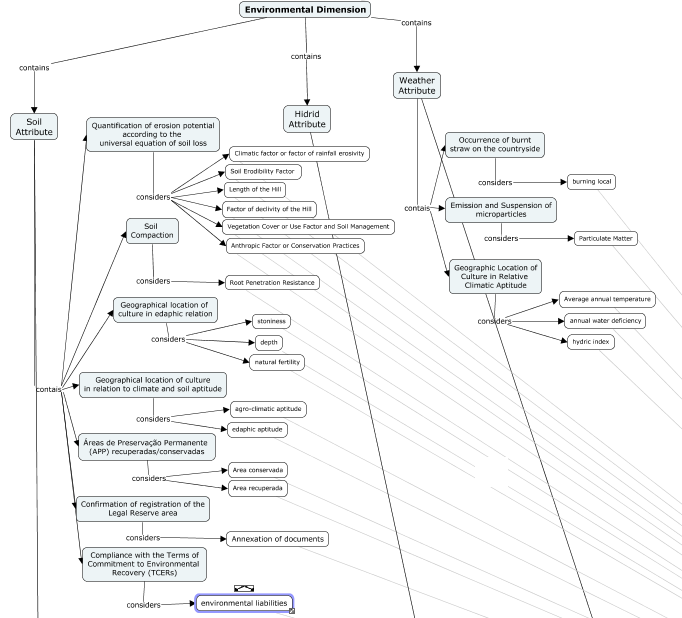 Environmental Dimension
contains
contains
contains
Soil
Attribute
Hidrid
Attribute
Weather
Attribute
Quantification of erosion potential
according to the
universal equation of soil loss
considers
Climatic factor or factor of rainfall erosivity
Soil Erodibility Factor
Length of the Hill
Factor of declivity of the Hill
Vegetation Cover or Use Factor and Soil Management
Anthropic Factor or Conservation Practices
Soil
Compaction
considers
Root Penetration Resistance
Geographical location of
culture in edaphic relation
considers
stoniness
depth
natural fertility
contais
Geographical location of culture
in relation to climate and soil aptitude
considers
agro-climatic aptitude
edaphic aptitude
Áreas de Preservação Permanente
(APP) recuperadas/conservadas
considers
Area conservada
Area recuperada
Confirmation of registration of the
Legal Reserve area
considers
Annexation of documents
Compliance with the Terms of
Commitment to Environmental
Recovery (TCERs)
considers
environmental liabilities
contais
Occurrence of burnt
straw on the countryside
considers
burning local
Emission and Suspension of
microparticles
considers
Particulate Matter
Geographic Location of
Culture in Relative
Climatic Aptitude
considers
Average annual temperature
annual water deficiency
hydric index